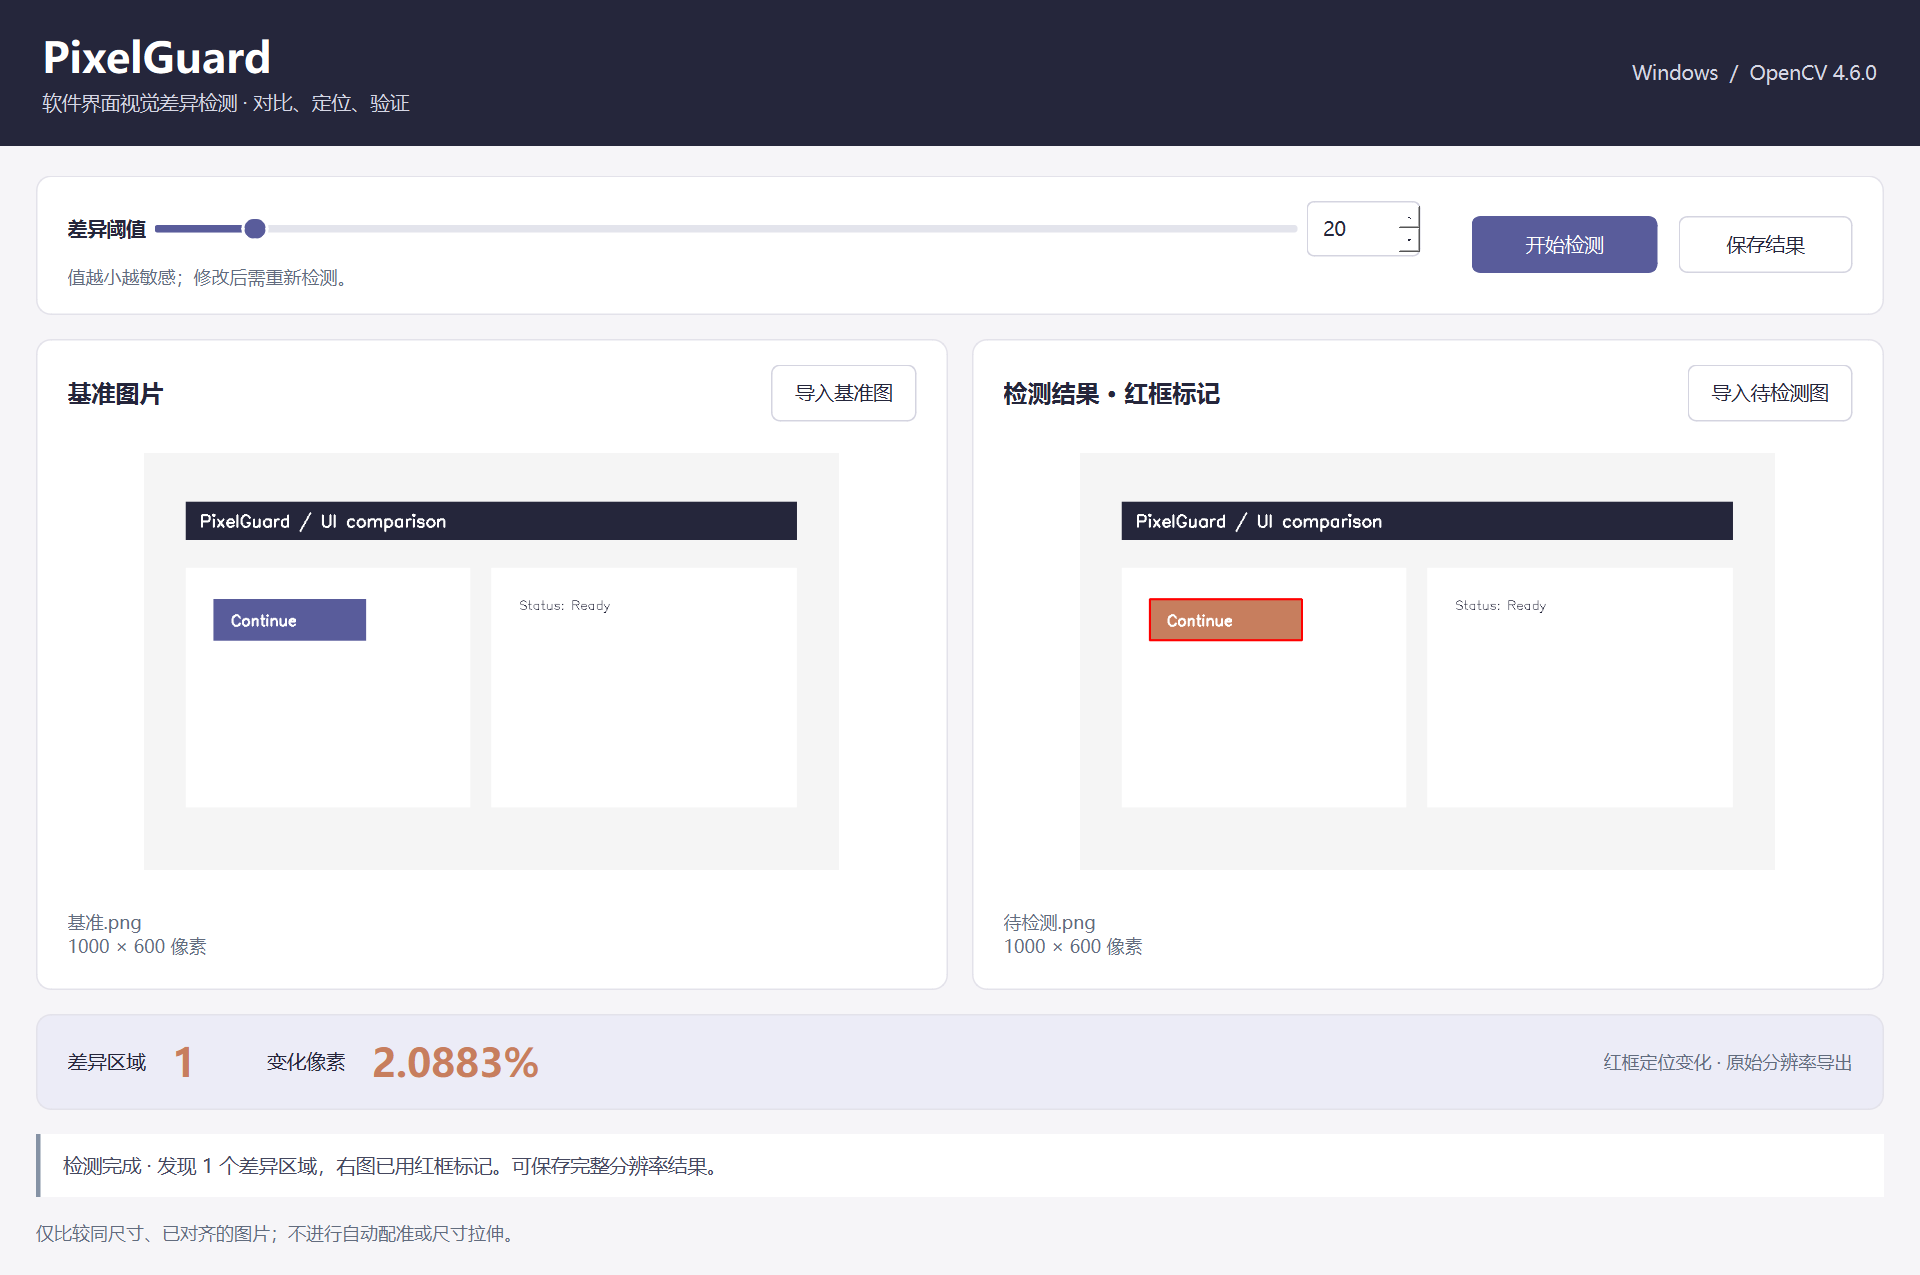 PixelGuard
软件界面视觉差异检测 · 对比、定位、验证
Windows / OpenCV 4.6.0
差异阈值
20
开始检测
保存结果
值越小越敏感；修改后需重新检测。
基准图片
导入基准图
PixelGuard / UI comparison
Continue
Status: Ready
基准.png
1000 × 600 像素
检测结果 · 红框标记
导入待检测图
PixelGuard / UI comparison
Continue
Status: Ready
待检测.png
1000 × 600 像素
差异区域 1 变化像素 2.0883%
红框定位变化 · 原始分辨率导出
检测完成 · 发现 1 个差异区域，右图已用红框标记。可保存完整分辨率结果。
仅比较同尺寸、已对齐的图片；不进行自动配准或尺寸拉伸。